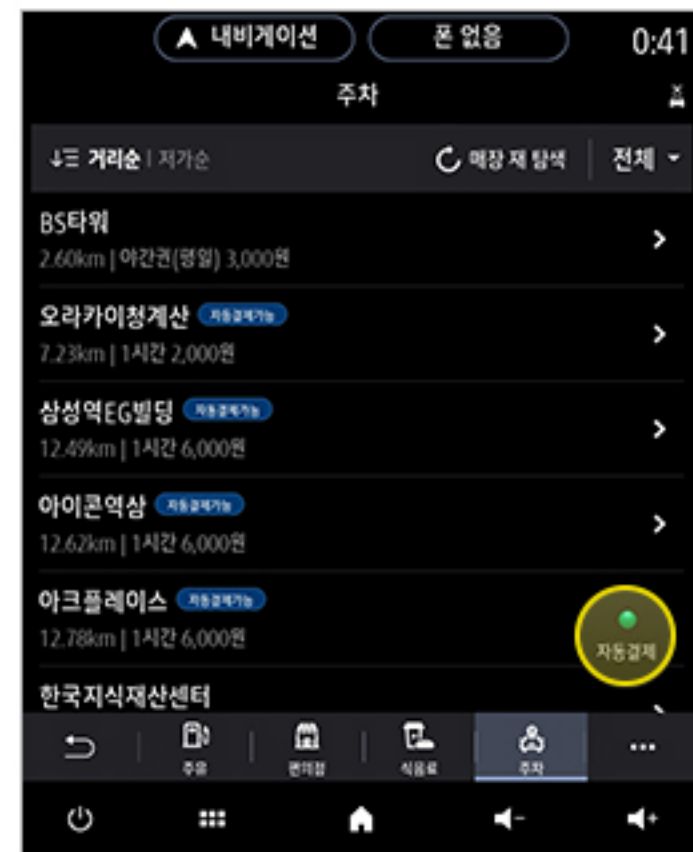 내비게이션 폰 없음 0:41
주차
거리순 | 저가순 매장 재 탐색 전체
BS타워
2.60km | 야간권(평일) 3,000원
오라카이청계산 자동결제가능
7.23km | 1시간 2,000원
삼성역EG빌딩 자동결제가능
12.49km | 1시간 6,000원
아이콘역삼 자동결제가능
12.62km | 1시간 6,000원
아크플레이스 자동결제가능
12.78km | 1시간 6,000원
자동결제
한국지식재산센터
주유 편의점 식음료 주차